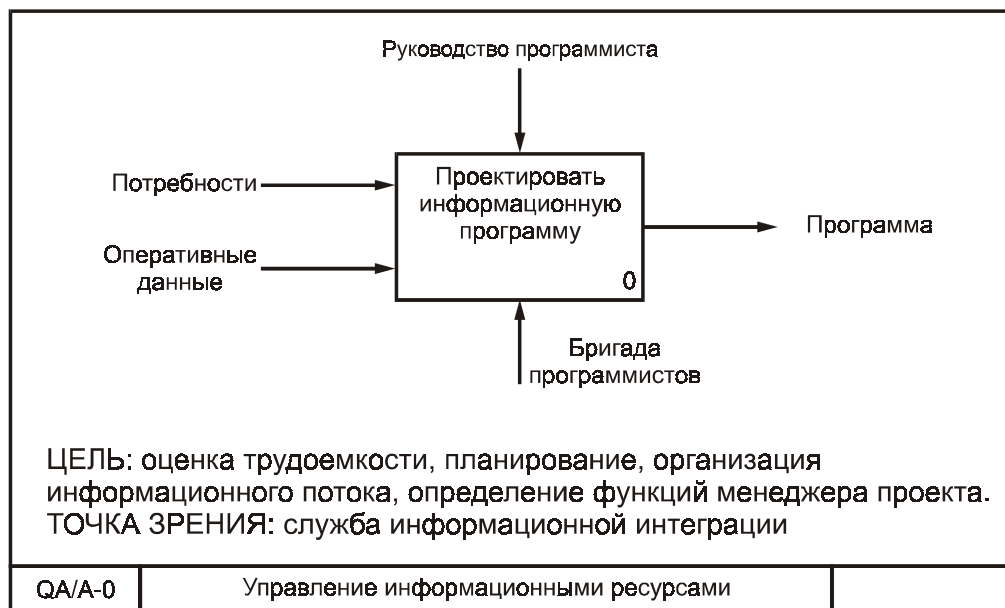 Руководство программиста
Потребности
Оперативные
данные
Проектировать
информационную
программу
0
Программа
Бригада
программистов
ЦЕЛЬ: оценка трудоемкости, планирование, организация
информационного потока, определение функций менеджера проекта.
ТОЧКА ЗРЕНИЯ: служба информационной интеграции
QA/A-0
Управление информационными ресурсами